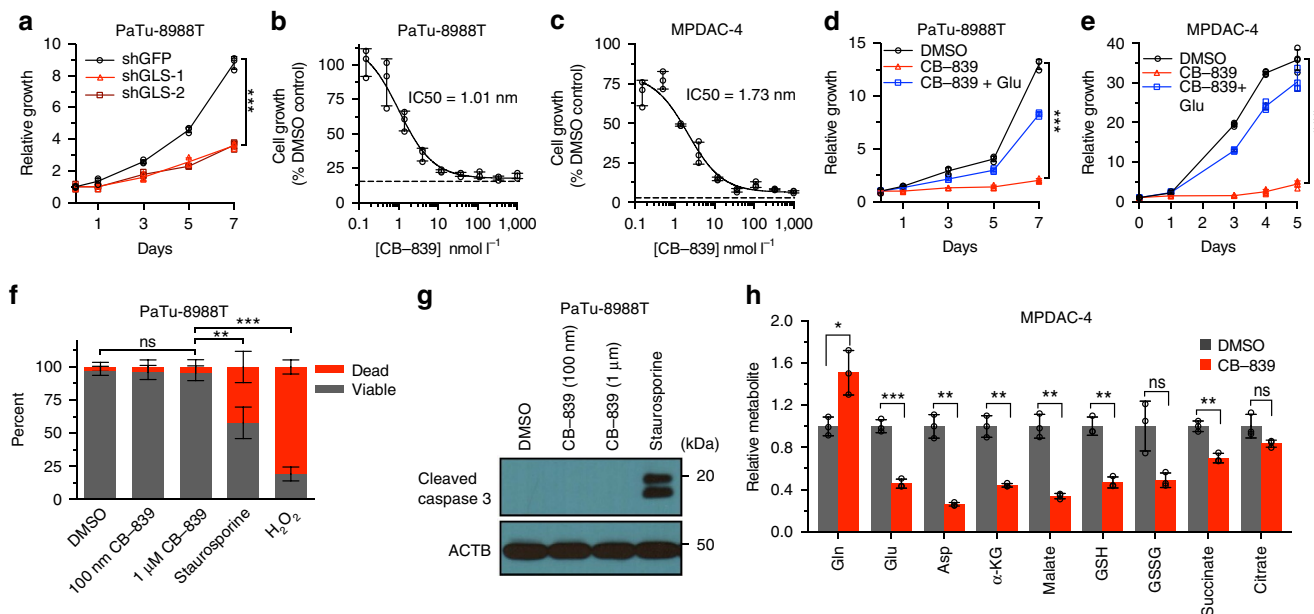 a
PaTu-8988T
10
8
6
4
2
0
Relative growth
shGFP
shGLS-1
shGLS-2
***
1
3
5
7
Days
b
PaTu-8988T
125
100
75
50
25
0
Cell growth
(% DMSO control)
IC50 = 1.01 nm
0.1
1
10
100
1,000
[CB–839] nmol l⁻¹
c
MPDAC-4
100
75
50
25
0
Cell growth
(% DMSO control)
IC50 = 1.73 nm
0.1
1
10
100
1,000
[CB–839] nmol l⁻¹
d
PaTu-8988T
15
10
5
0
Relative growth
DMSO
CB–839
CB–839 + Glu
***
1
3
5
7
Days
e
MPDAC-4
40
30
20
10
0
Relative growth
DMSO
CB–839
CB–839+
Glu
0
1
2
3
4
5
Days
f
PaTu-8988T
ns
**
***
100
75
50
25
0
Percent
Dead
Viable
DMSO
100 nm CB–839
1 μM CB–839
Staurosporine
H₂O₂
g
PaTu-8988T
DMSO
CB–839 (100 nm)
CB–839 (1 μm)
Staurosporine
(kDa)
Cleaved
caspase 3
20
ACTB
50
h
MPDAC-4
2.0
1.6
1.2
0.8
0.4
0.0
Relative metabolite
DMSO
CB–839
*
***
**
**
**
**
ns
**
ns
Gln
Glu
Asp
α-KG
Malate
GSH
GSSG
Succinate
Citrate